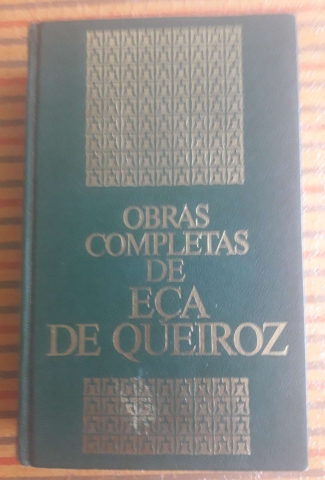 OBRAS
COMPLETAS
DE
EÇA
DE QUEIROZ